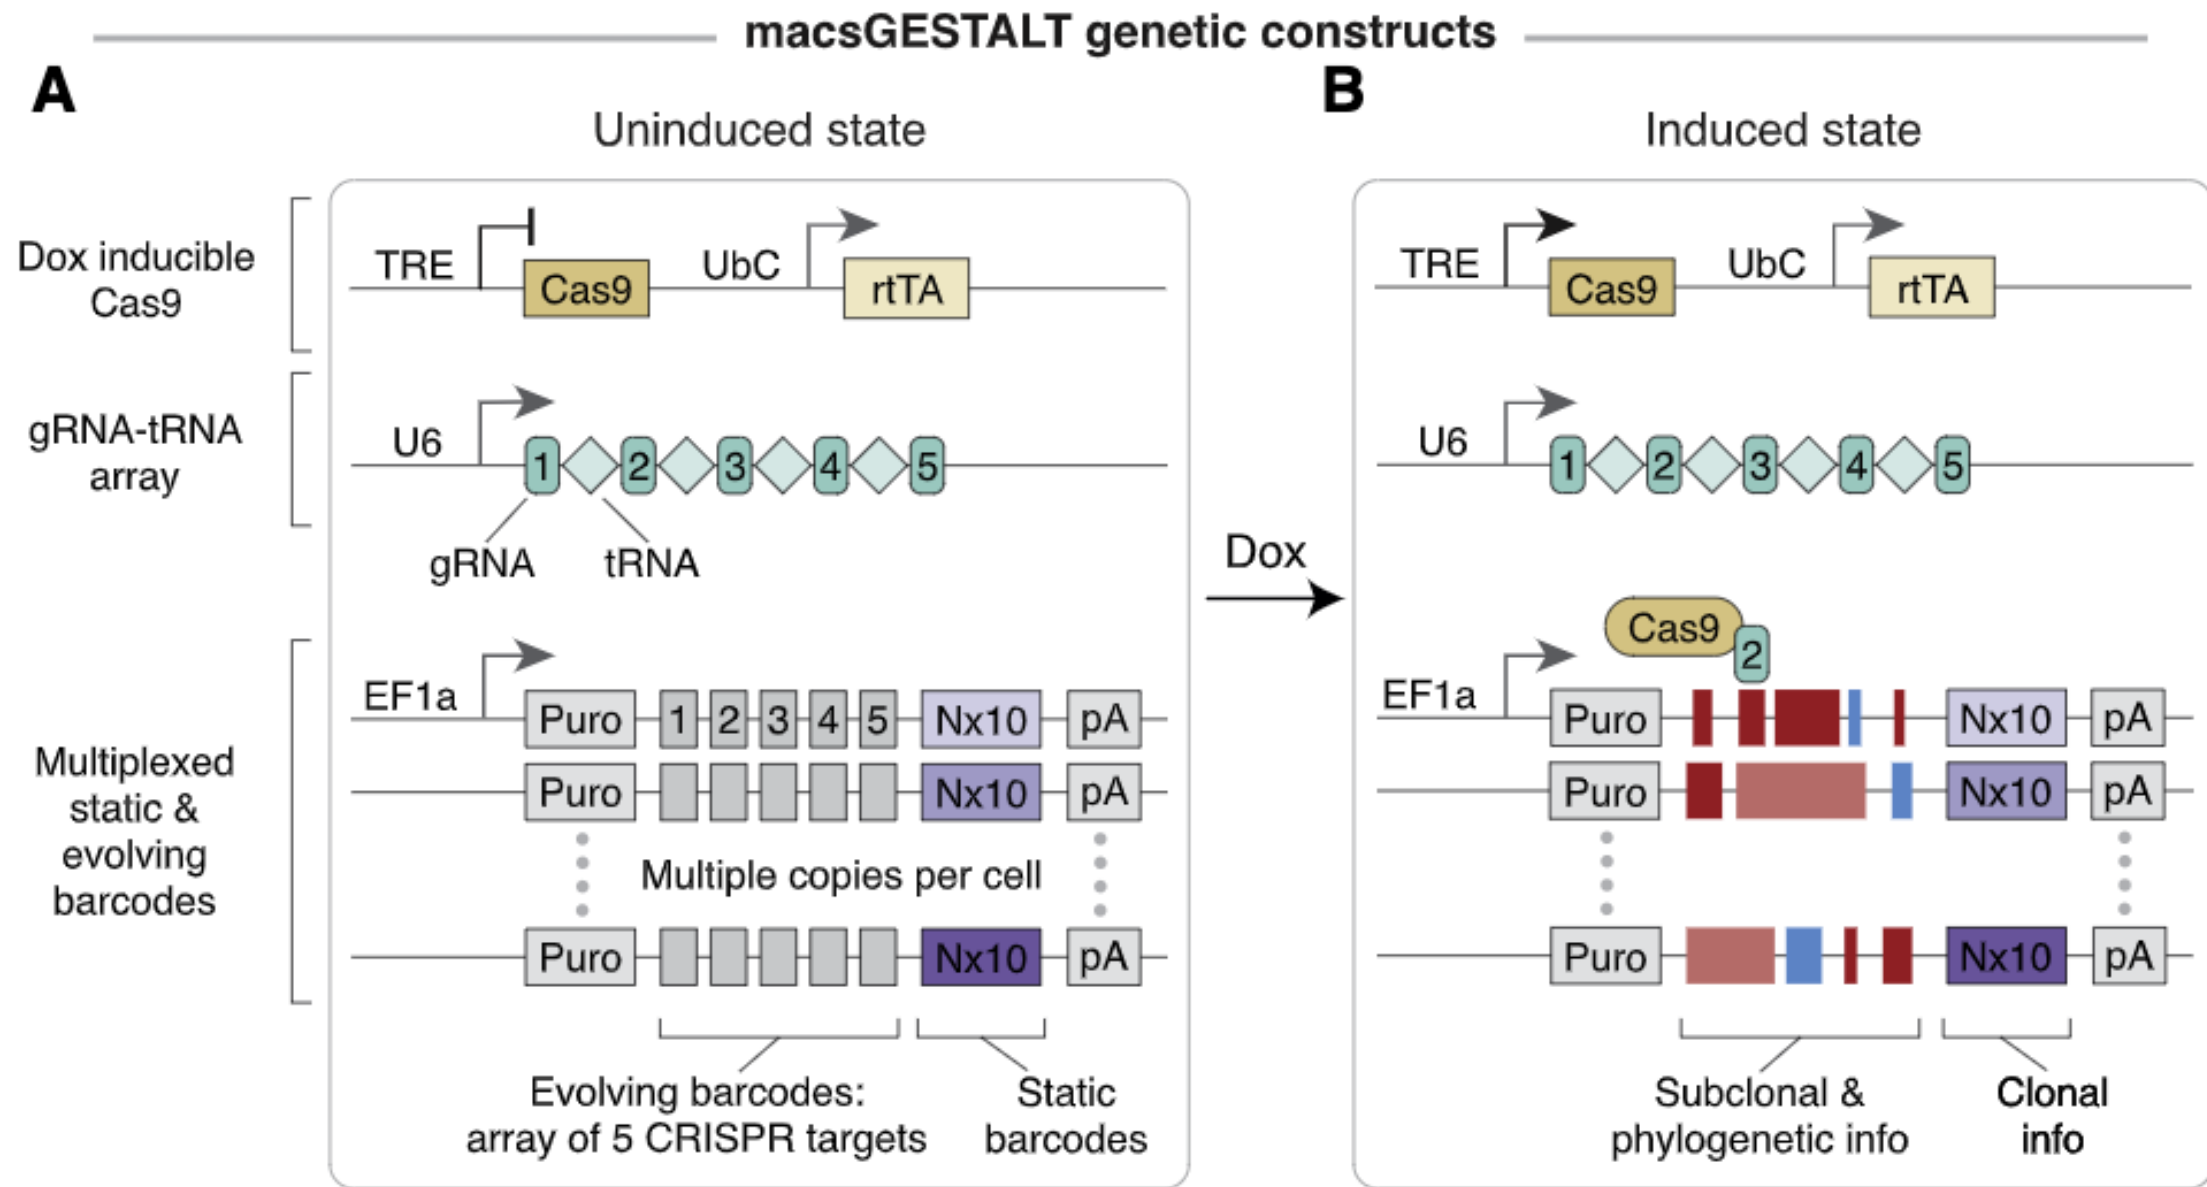 macsGESTALT genetic constructs
A
Uninduced state
Dox inducible
Cas9
TRE
Cas9
UbC
rtTA
gRNA-tRNA
array
U6
1 2 3 4 5
gRNA tRNA
Multiplexed
static &
evolving
barcodes
EF1a
Puro 1 2 3 4 5 Nx10 pA
Puro Nx10 pA
Multiple copies per cell
Puro Nx10 pA
Evolving barcodes:
array of 5 CRISPR targets
Static
barcodes
Dox
B
Induced state
TRE
Cas9
UbC
rtTA
U6
1 2 3 4 5
Cas9
2
EF1a
Puro Nx10 pA
Puro Nx10 pA
Puro Nx10 pA
Subclonal &
phylogenetic info
Clonal
info